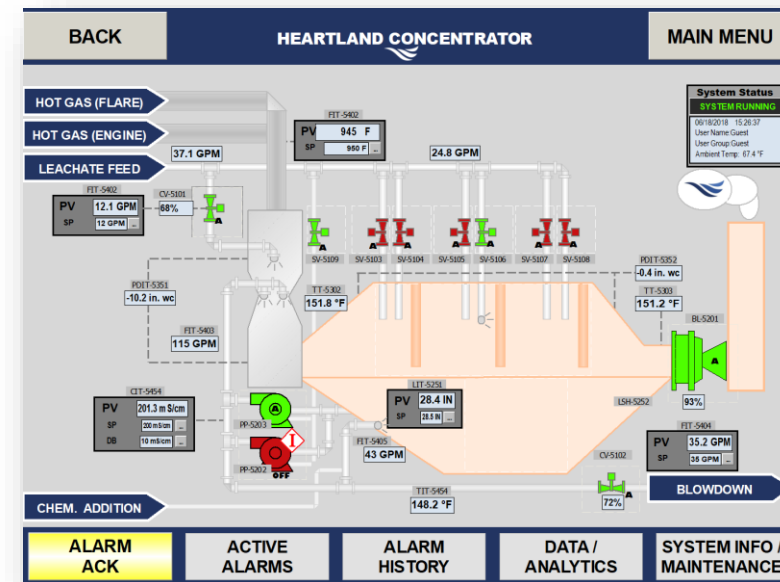 BACK
HEARTLAND CONCENTRATOR
MAIN MENU
HOT GAS (FLARE)
HOT GAS (ENGINE)
LEACHATE FEED
37.1 GPM
FIT-5402
PV 945 F
SP 950 F
24.8 GPM
System Status
SYSTEM RUNNING
06/18/2018 15:26:37
User Name:Guest
User Group:Guest
Ambient Temp: 67.4 °F
FIT-5402
PV 12.1 GPM
SP 12 GPM ...
CV-5101
68%
A
A
A
A
A
A
A
A
SV-5109
SV-5103
SV-5104
SV-5105
SV-5106
SV-5107
SV-5108
PDIT-5352
-0.4 in. wc
PDIT-5351
-10.2 in. wc
TT-5302
151.8 °F
TT-5303
151.2 °F
BL-5201
A
93%
FIT-5403
115 GPM
CIT-5454
PV 201.3 m S/cm
SP 200 mS/cm ...
DB 10 mS/cm ...
A
PP-5203
I
PP-5202
OFF
LIT-5251
PV 28.4 IN
SP 28.5 IN ...
LSH-5252
FIT-5405
43 GPM
FIT-5404
PV 35.2 GPM
SP 35 GPM ...
CV-5102
A
72%
TIT-5454
148.2 °F
BLOWDOWN
CHEM. ADDITION
ALARM
ACK
ACTIVE
ALARMS
ALARM
HISTORY
DATA /
ANALYTICS
SYSTEM INFO /
MAINTENANCE